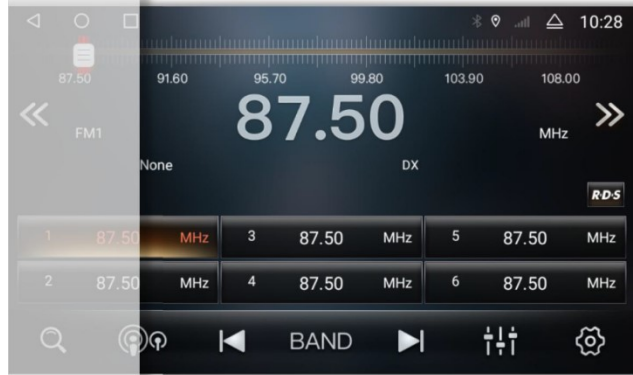 10:28
87.50 91.60 95.70 99.80 103.90 108.00
87.50
FM1 MHz
None DX
R·D·S
1 87.50 MHz 3 87.50 MHz 5 87.50 MHz
2 87.50 MHz 4 87.50 MHz 6 87.50 MHz
BAND